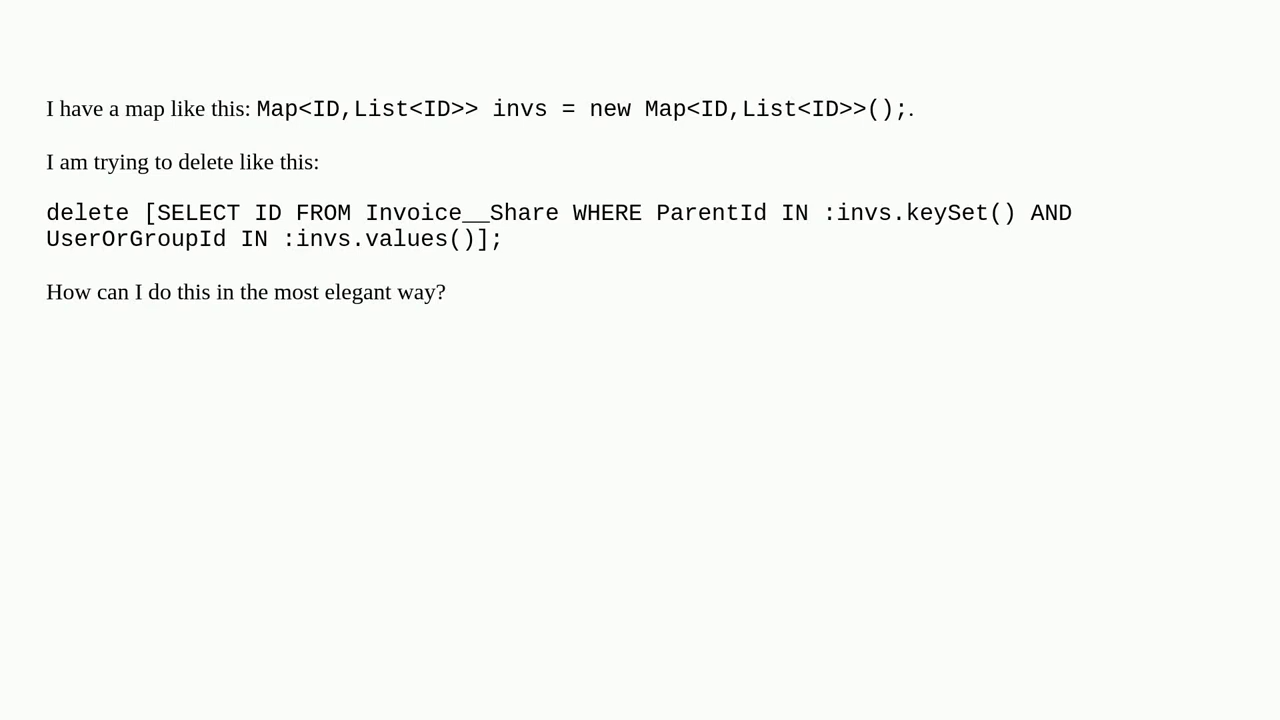 I have a map like this: Map<ID,List<ID>> invs = new Map<ID,List<ID>>();.
I am trying to delete like this:
delete [SELECT ID FROM Invoice__Share WHERE ParentId IN :invs.keySet() AND
UserOrGroupId IN :invs.values()];
How can I do this in the most elegant way?